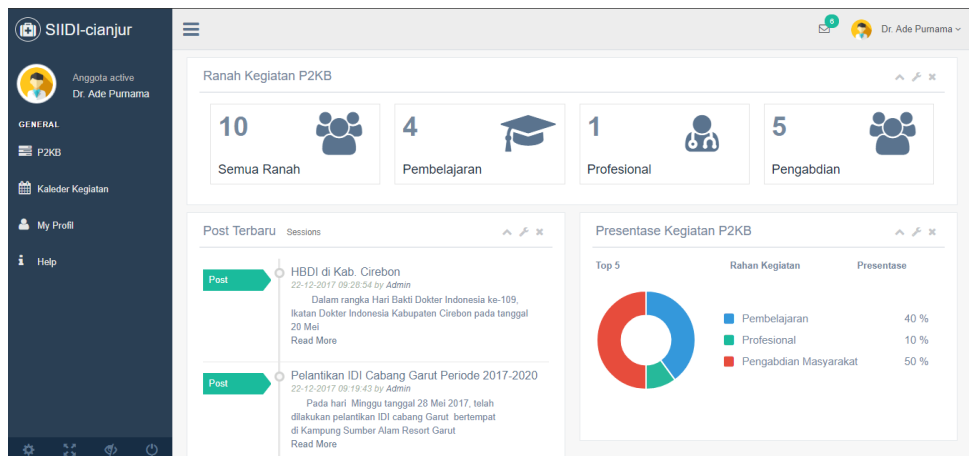 SIIDI-cianjur
6
Dr. Ade Purnama
Anggota active
Dr. Ade Purnama
GENERAL
P2KB
Kaleder Kegiatan
My Profil
Help
Ranah Kegiatan P2KB
10
Semua Ranah
4
Pembelajaran
1
Profesional
5
Pengabdian
Post Terbaru Sessions
Post
HBDI di Kab. Cirebon
22-12-2017 09:28:54 by Admin
Dalam rangka Hari Bakti Dokter Indonesia ke-109,
Ikatan Dokter Indonesia Kabupaten Cirebon pada tanggal
20 Mei
Read More
Post
Pelantikan IDI Cabang Garut Periode 2017-2020
22-12-2017 09:19:43 by Admin
Pada hari Minggu tanggal 28 Mei 2017, telah
dilakukan pelantikan IDI cabang Garut bertempat
di Kampung Sumber Alam Resort Garut
Read More
Presentase Kegiatan P2KB
Top 5 Rahan Kegiatan Presentase
Pembelajaran 40 %
Profesional 10 %
Pengabdian Masyarakat 50 %